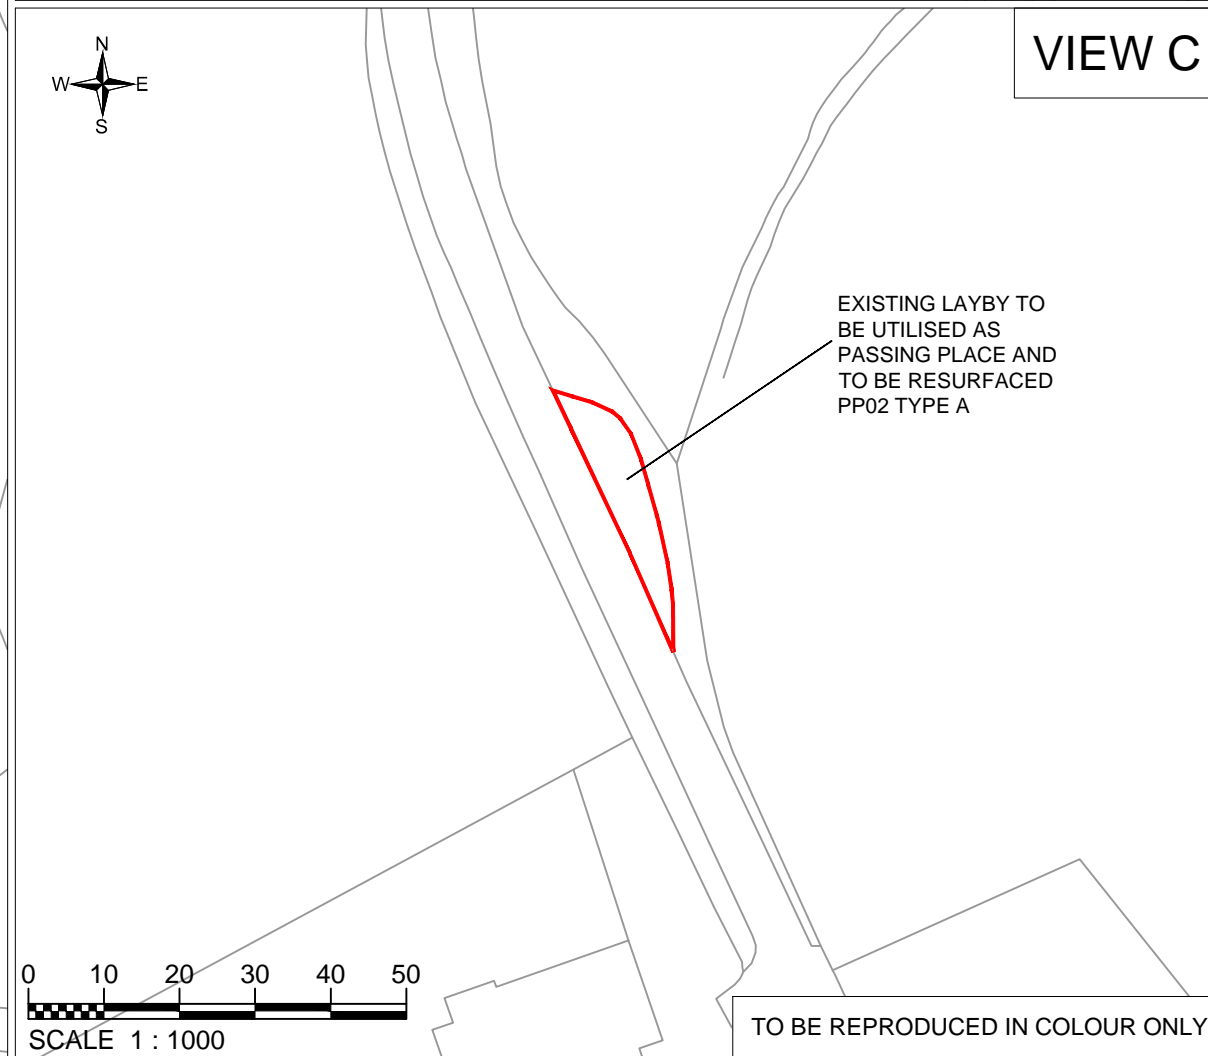 VIEW C
N
W E
S
EXISTING LAYBY TO
BE UTILISED AS
PASSING PLACE AND
TO BE RESURFACED
PP02 TYPE A
0 10 20 30 40 50
SCALE 1 : 1000
TO BE REPRODUCED IN COLOUR ONLY